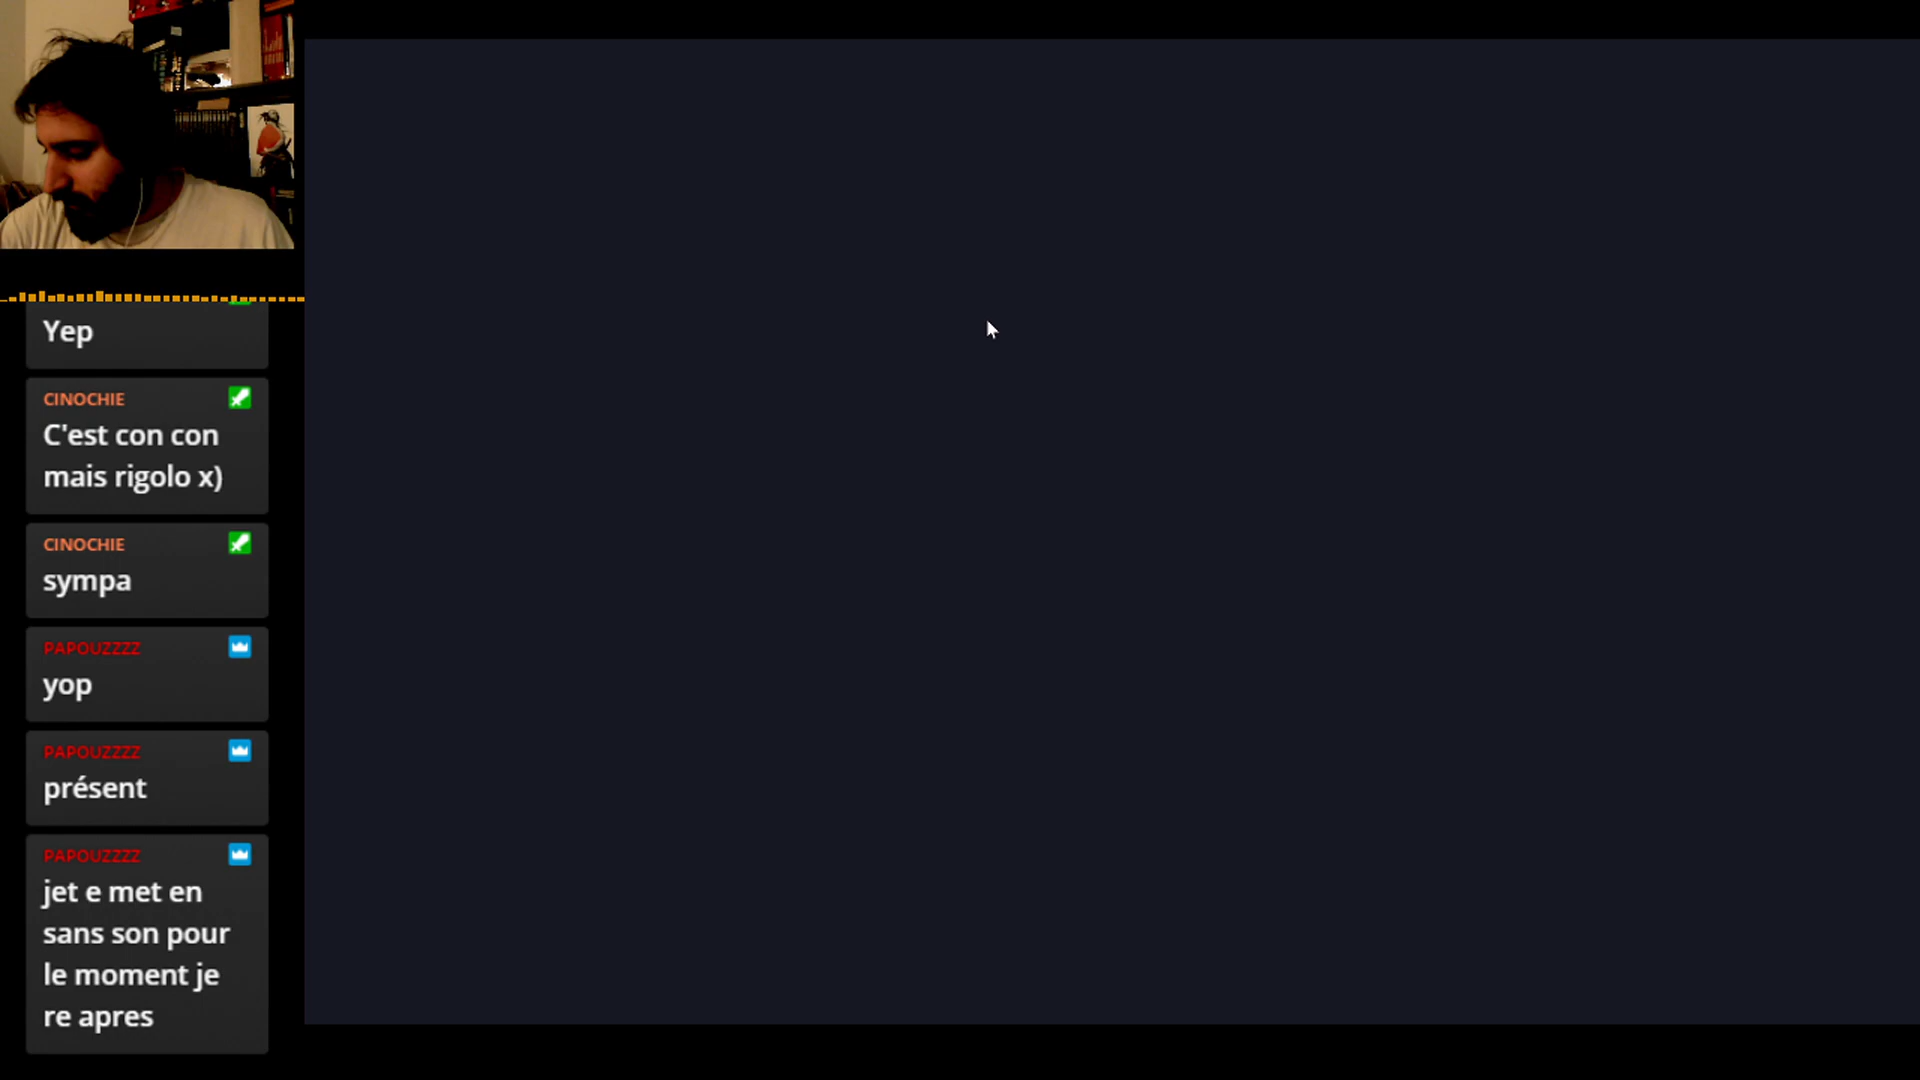 Yep
CINOCHIE
C'est con con
mais rigolo x)
CINOCHIE
sympa
PAPOUZZZZ
yop
PAPOUZZZZ
présent
PAPOUZZZZ
jet e met en
sans son pour
le moment je
re apres